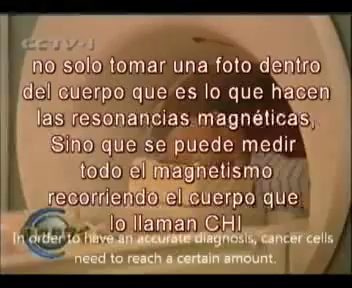 CCTV-1
no solo tomar una foto dentro
del cuerpo que es lo que hacen
las resonancias magnéticas,
Sino que se puede medir
todo el magnetismo
recorriendo el cuerpo que
lo llaman CHI
In order to have an accurate diagnosis, cancer cells
need to reach a certain amount.